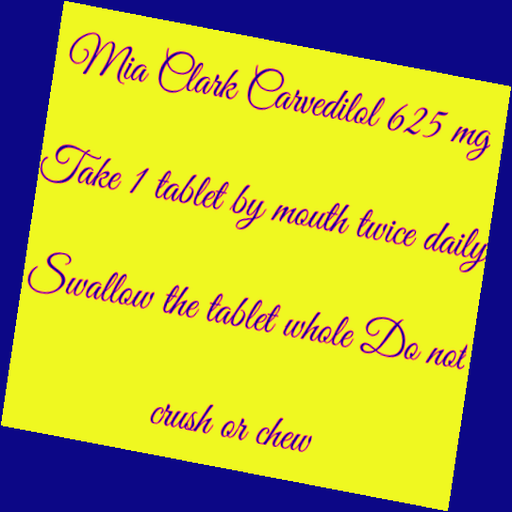 Mia Clark Carvedilol 625 mg
Take 1 tablet by mouth twice daily
Swallow the tablet whole Do not
crush or chew